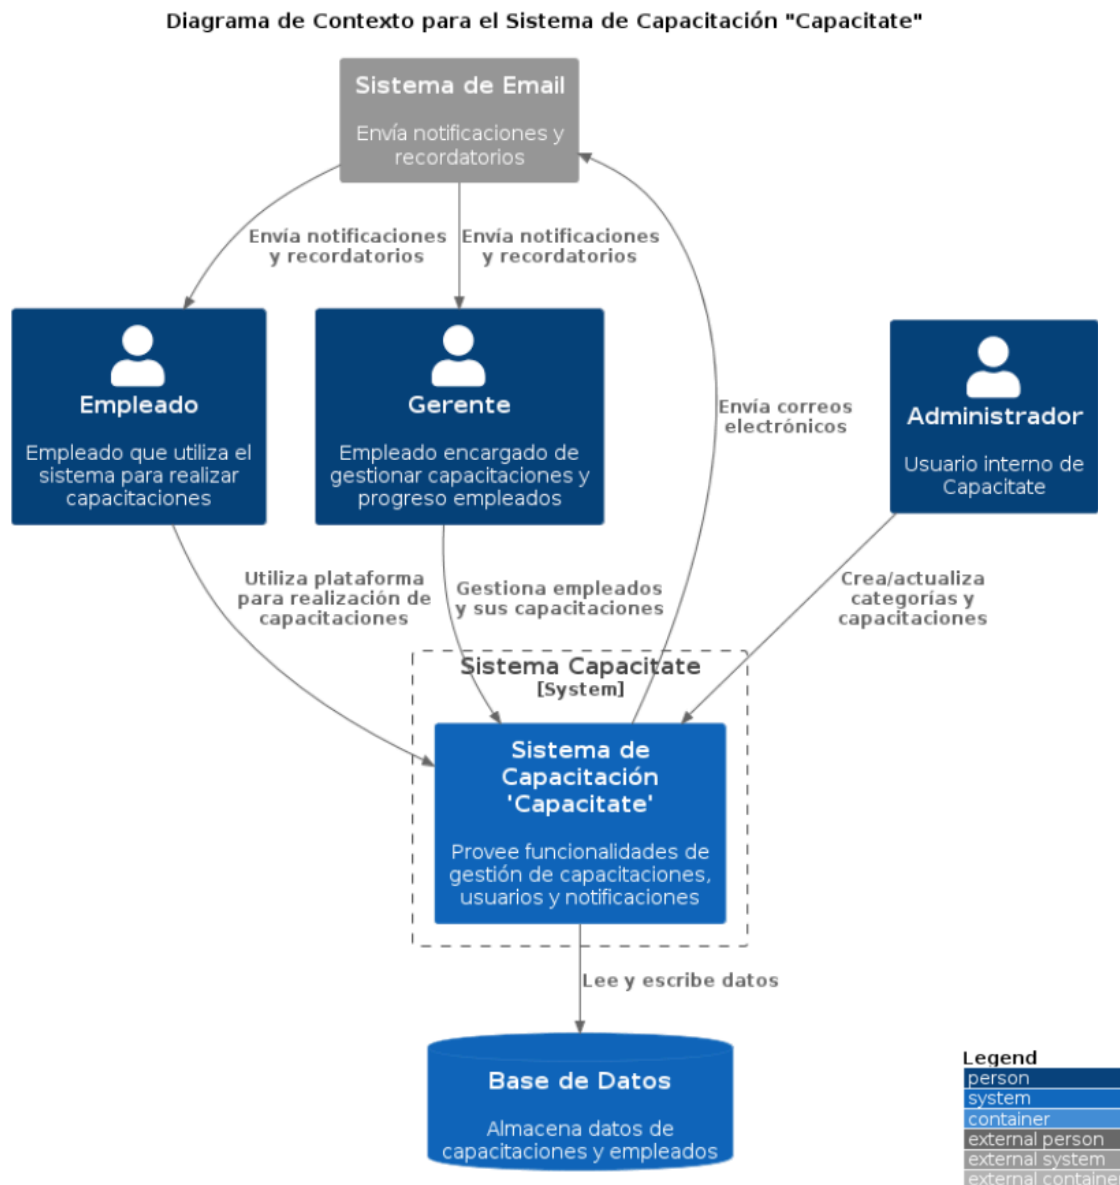 Diagrama de Contexto para el Sistema de Capacitación "Capacitate"
Sistema de Email
Envía notificaciones y
recordatorios
Envía notificaciones
y recordatorios
Envía notificaciones
y recordatorios
Empleado
Empleado que utiliza el
sistema para realizar
capacitaciones
Gerente
Empleado encargado de
gestionar capacitaciones y
progreso empleados
Envía correos
electrónicos
Administrador
Usuario interno de
Capacitate
Utiliza plataforma
para realización de
capacitaciones
Gestiona empleados
y sus capacitaciones
Crea/actualiza
categorías y
capacitaciones
Sistema Capacitate
[System]
Sistema de
Capacitación
'Capacitate'
Provee funcionalidades de
gestión de capacitaciones,
usuarios y notificaciones
Lee y escribe datos
Base de Datos
Almacena datos de
capacitaciones y empleados
Legend
person
system
container
external person
external system
external container